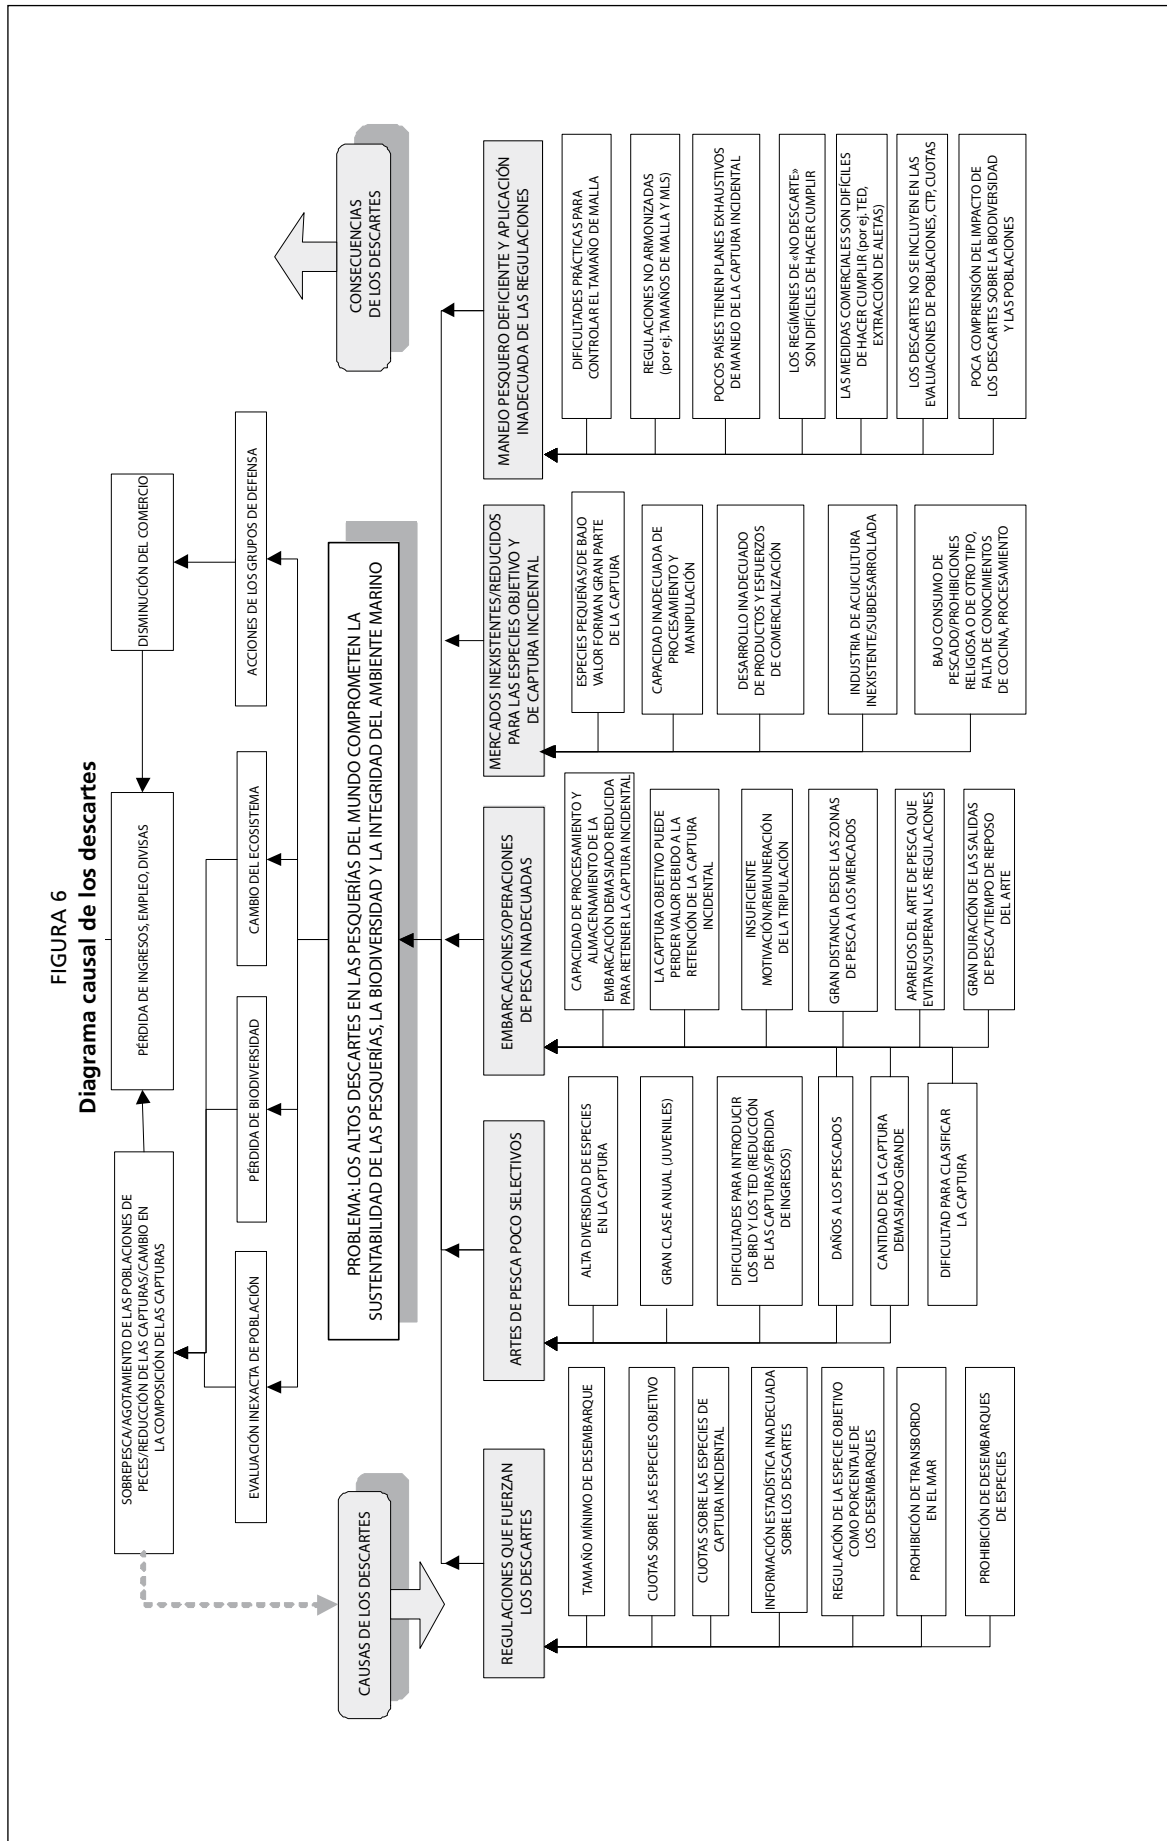 FIGURA 6
Diagrama causal de los descartes
SOBREPESCA/AGOTAMIENTO DE LAS POBLACIONES DE
PECES/REDUCCIÓN DE LAS CAPTURAS/CAMBIO EN
LA COMPOSICIÓN DE LAS CAPTURAS
PÉRDIDA DE INGRESOS, EMPLEO, DIVISAS
DISMINUCIÓN DEL COMERCIO
EVALUACIÓN INEXACTA DE POBLACIÓN
PÉRDIDA DE BIODIVERSIDAD
CAMBIO DEL ECOSISTEMA
ACCIONES DE LOS GRUPOS DE DEFENSA
CAUSAS DE LOS DESCARTES
PROBLEMA: LOS ALTOS DESCARTES EN LAS PESQUERÍAS DEL MUNDO COMPROMETEN LA
SUSTENTABILIDAD DE LAS PESQUERÍAS, LA BIODIVERSIDAD Y LA INTEGRIDAD DEL AMBIENTE MARINO
CONSECUENCIAS
DE LOS DESCARTES
REGULACIONES QUE FUERZAN
LOS DESCARTES
TAMAÑO MÍNIMO DE DESEMBARQUE
CUOTAS SOBRE LAS ESPECIES OBJETIVO
CUOTAS SOBRE LAS ESPECIES DE
CAPTURA INCIDENTAL
INFORMACIÓN ESTADÍSTICA INADECUADA
SOBRE LOS DESCARTES
REGULACIÓN DE LA ESPECIE OBJETIVO
COMO PORCENTAJE DE
LOS DESEMBARQUES
PROHIBICIÓN DE TRANSBORDO
EN EL MAR
PROHIBICIÓN DE DESEMBARQUES
DE ESPECIES
ARTES DE PESCA POCO SELECTIVOS
ALTA DIVERSIDAD DE ESPECIES
EN LA CAPTURA
GRAN CLASE ANUAL (JUVENILES)
DIFICULTADES PARA INTRODUCIR
LOS BRD Y LOS TED (REDUCCIÓN
DE LAS CAPTURAS/PÉRDIDA
DE INGRESOS)
DAÑOS A LOS PESCADOS
CANTIDAD DE LA CAPTURA
DEMASIADO GRANDE
DIFICULTAD PARA CLASIFICAR
LA CAPTURA
EMBARCACIONES/OPERACIONES
DE PESCA INADECUADAS
CAPACIDAD DE PROCESAMIENTO Y
ALMACENAMIENTO DE LA
EMBARCACIÓN DEMASIADO REDUCIDA
PARA RETENER LA CAPTURA INCIDENTAL
LA CAPTURA OBJETIVO PUEDE
PERDER VALOR DEBIDO A LA
RETENCIÓN DE LA CAPTURA
INCIDENTAL
INSUFICIENTE
MOTIVACIÓN/REMUNERACIÓN
DE LA TRIPULACIÓN
GRAN DISTANCIA DESDE LAS ZONAS
DE PESCA A LOS MERCADOS
APAREJOS DEL ARTE DE PESCA QUE
EVITAN/SUPERAN LAS REGULACIONES
GRAN DURACIÓN DE LAS SALIDAS
DE PESCA/TIEMPO DE REPOSO
DEL ARTE
MERCADOS INEXISTENTES/REDUCIDOS
PARA LAS ESPECIES OBJETIVO Y
DE CAPTURA INCIDENTAL
ESPECIES PEQUEÑAS/DE BAJO
VALOR FORMAN GRAN PARTE
DE LA CAPTURA
CAPACIDAD INADECUADA DE
PROCESAMIENTO Y
MANIPULACIÓN
DESARROLLO INADECUADO
DE PRODUCTOS Y ESFUERZOS
DE COMERCIALIZACIÓN
INDUSTRIA DE ACUICULTURA
INEXISTENTE/SUBDESARROLLADA
BAJO CONSUMO DE
PESCADO/PROHIBICIONES
RELIGIOSA O DE OTRO TIPO,
FALTA DE CONOCIMIENTOS
DE COCINA, PROCESAMIENTO
MANEJO PESQUERO DEFICIENTE Y APLICACIÓN
INADECUADA DE LAS REGULACIONES
DIFICULTADES PRÁCTICAS PARA
CONTROLAR EL TAMAÑO DE MALLA
REGULACIONES NO ARMONIZADAS
(por ej. TAMAÑOS DE MALLA Y MLS)
POCOS PAÍSES TIENEN PLANES EXHAUSTIVOS
DE MANEJO DE LA CAPTURA INCIDENTAL
LOS REGÍMENES DE «NO DESCARTE»
SON DIFÍCILES DE HACER CUMPLIR
LAS MEDIDAS COMERCIALES SON DIFÍCILES
DE HACER CUMPLIR (por ej. TED,
EXTRACCIÓN DE ALETAS)
LOS DESCARTES NO SE INCLUYEN EN LAS
EVALUACIONES DE POBLACIONES, CTP, CUOTAS
POCA COMPRENSIÓN DEL IMPACTO DE
LOS DESCARTES SOBRE LA BIODIVERSIDAD
Y LAS POBLACIONES